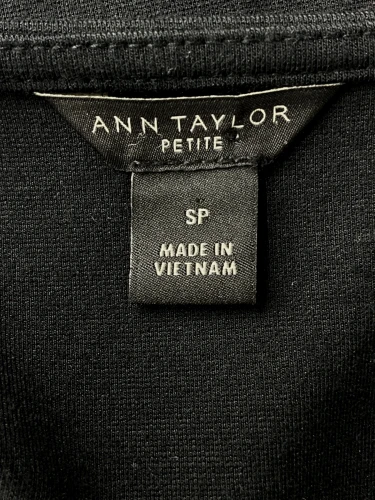 ANN TAYLOR
PETITE
SP
MADE IN
VIETNAM